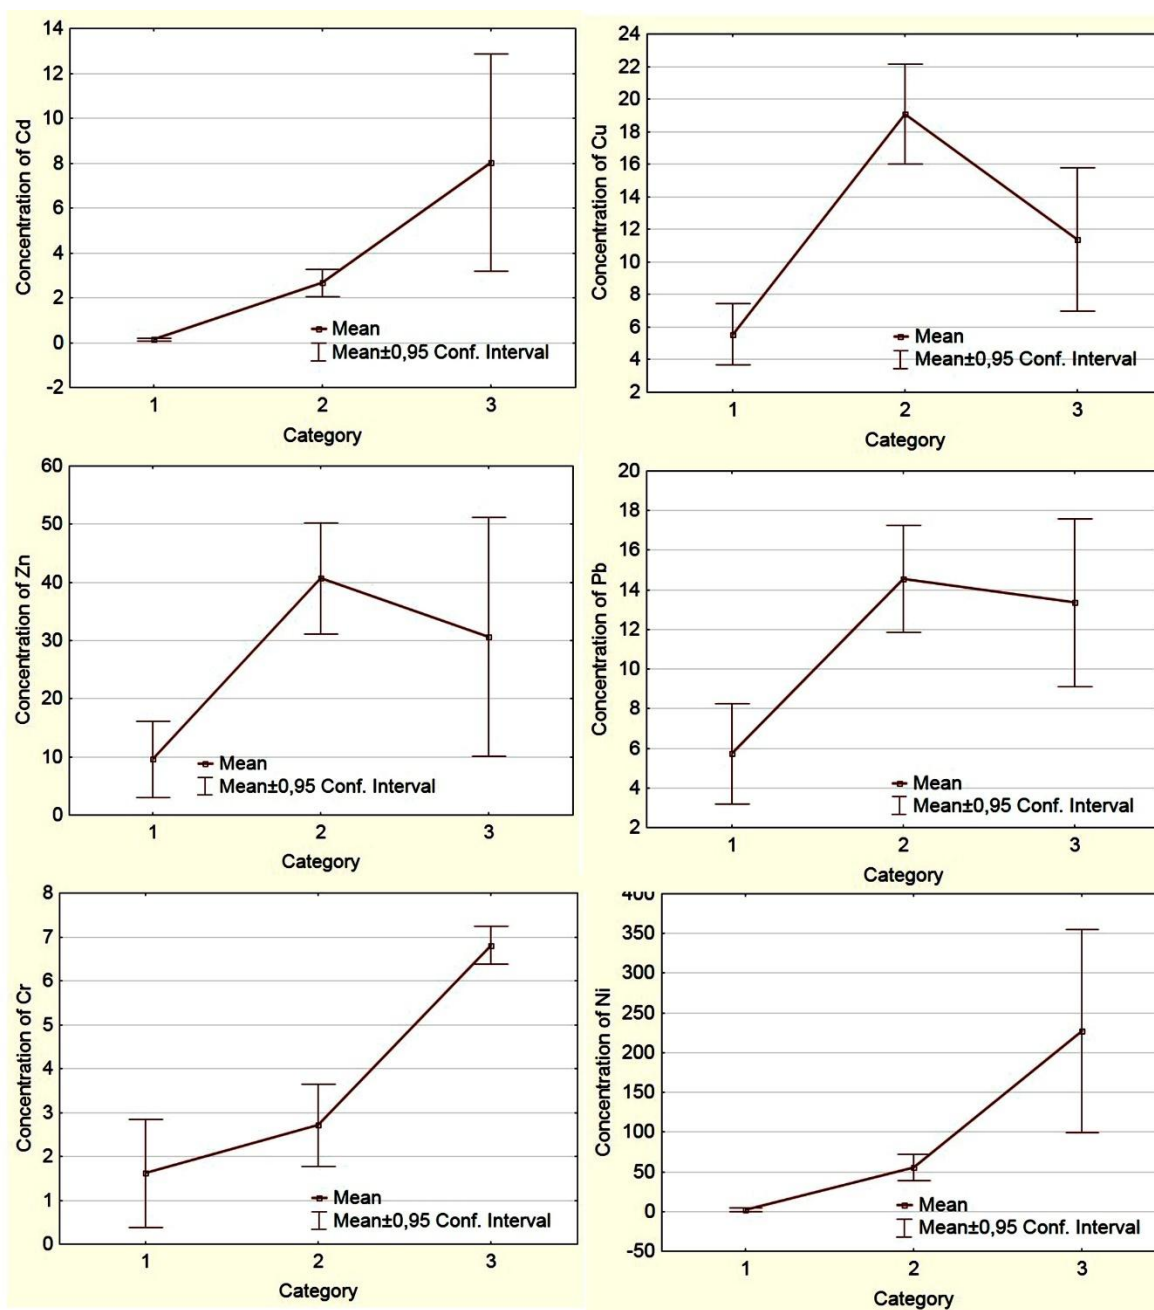 Concentration of Cd
14
12
10
8
6
4
2
0
-2
Mean
Mean±0,95 Conf. Interval
1 2 3
Category
Concentration of Cu
24
22
20
18
16
14
12
10
8
6
4
2
Mean
Mean±0,95 Conf. Interval
1 2 3
Category
Concentration of Zn
60
50
40
30
20
10
0
Mean
Mean±0,95 Conf. Interval
1 2 3
Category
Concentration of Pb
20
18
16
14
12
10
8
6
4
2
Mean
Mean±0,95 Conf. Interval
1 2 3
Category
Concentration of Cr
8
7
6
5
4
3
2
1
0
Mean
Mean±0,95 Conf. Interval
1 2 3
Category
Concentration of Ni
400
350
300
250
200
150
100
50
0
-50
Mean
Mean±0,95 Conf. Interval
1 2 3
Category